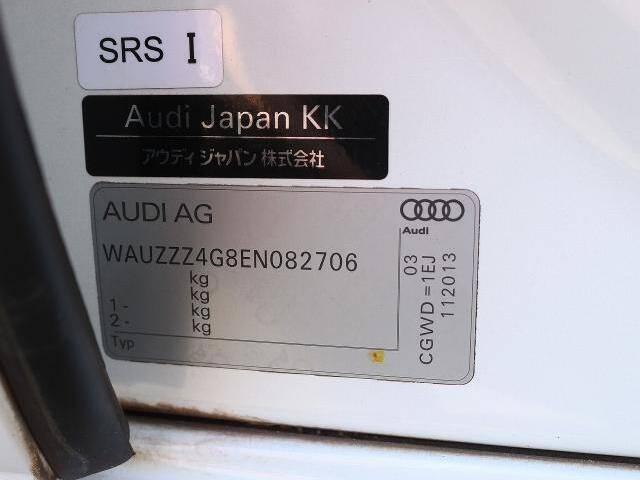 SRS I
Audi Japan KK
アウディ ジャパン 株式会社
AUDI AG
Audi
WAUZZZ4G8EN082706
kg
kg
1- kg
2- kg
Typ
03
CGWD=1EJ
112013